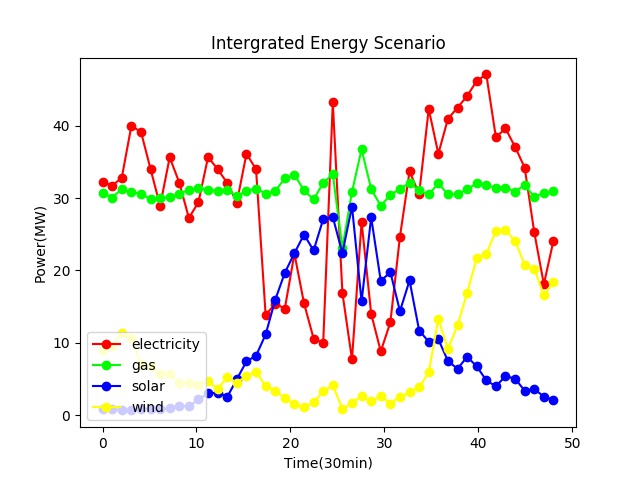 Intergrated Energy Scenario
Power(MW)
40
30
20
10
0
electricity
gas
solar
wind
0 10 20 30 40 50
Time(30min)